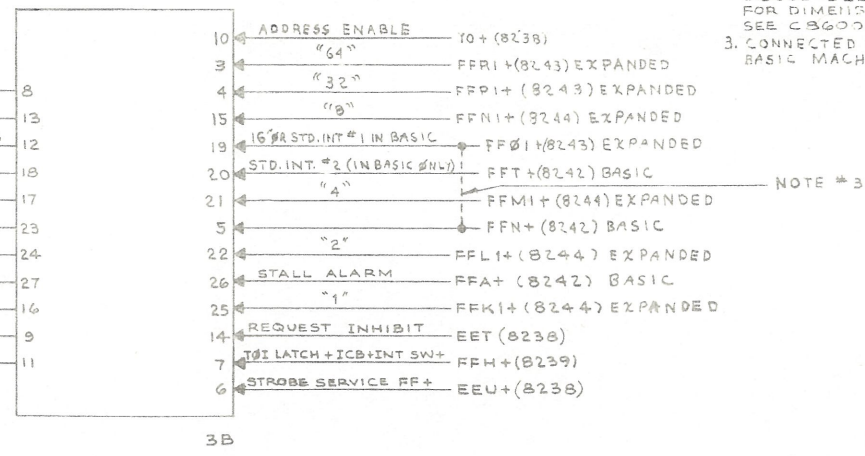 FOR DIMENS
SEE C8600
3. CONNECTED
BASIC MACH
10 ADDRESS ENABLE YO+(8238)
3 "64" FFR1+(8243) EXPANDED
8 4 "32" FFP1+(8243) EXPANDED
13 15 "8" FFN1+(8244) EXPANDED
12 19 16 ØR STD. INT #1 IN BASIC FFØ1+(8243) EXPANDED
18 20 STD. INT. #2 (IN BASIC ØNLY) FFT+(8242) BASIC
17 21 "4" FFM1+(8244) EXPANDED NOTE #3
23 5 FFN+(8242) BASIC
24 22 "2" FFL1+(8244) EXPANDED
27 26 STALL ALARM FFA+ (8242) BASIC
16 25 "1" FFK1+(8244) EXPANDED
9 14 REQUEST INHIBIT EET (8238)
11 7 TØI LATCH+ICB+INT SW+ FFH+(8239)
6 STROBE SERVICE FF+ EEU+(8238)
3B